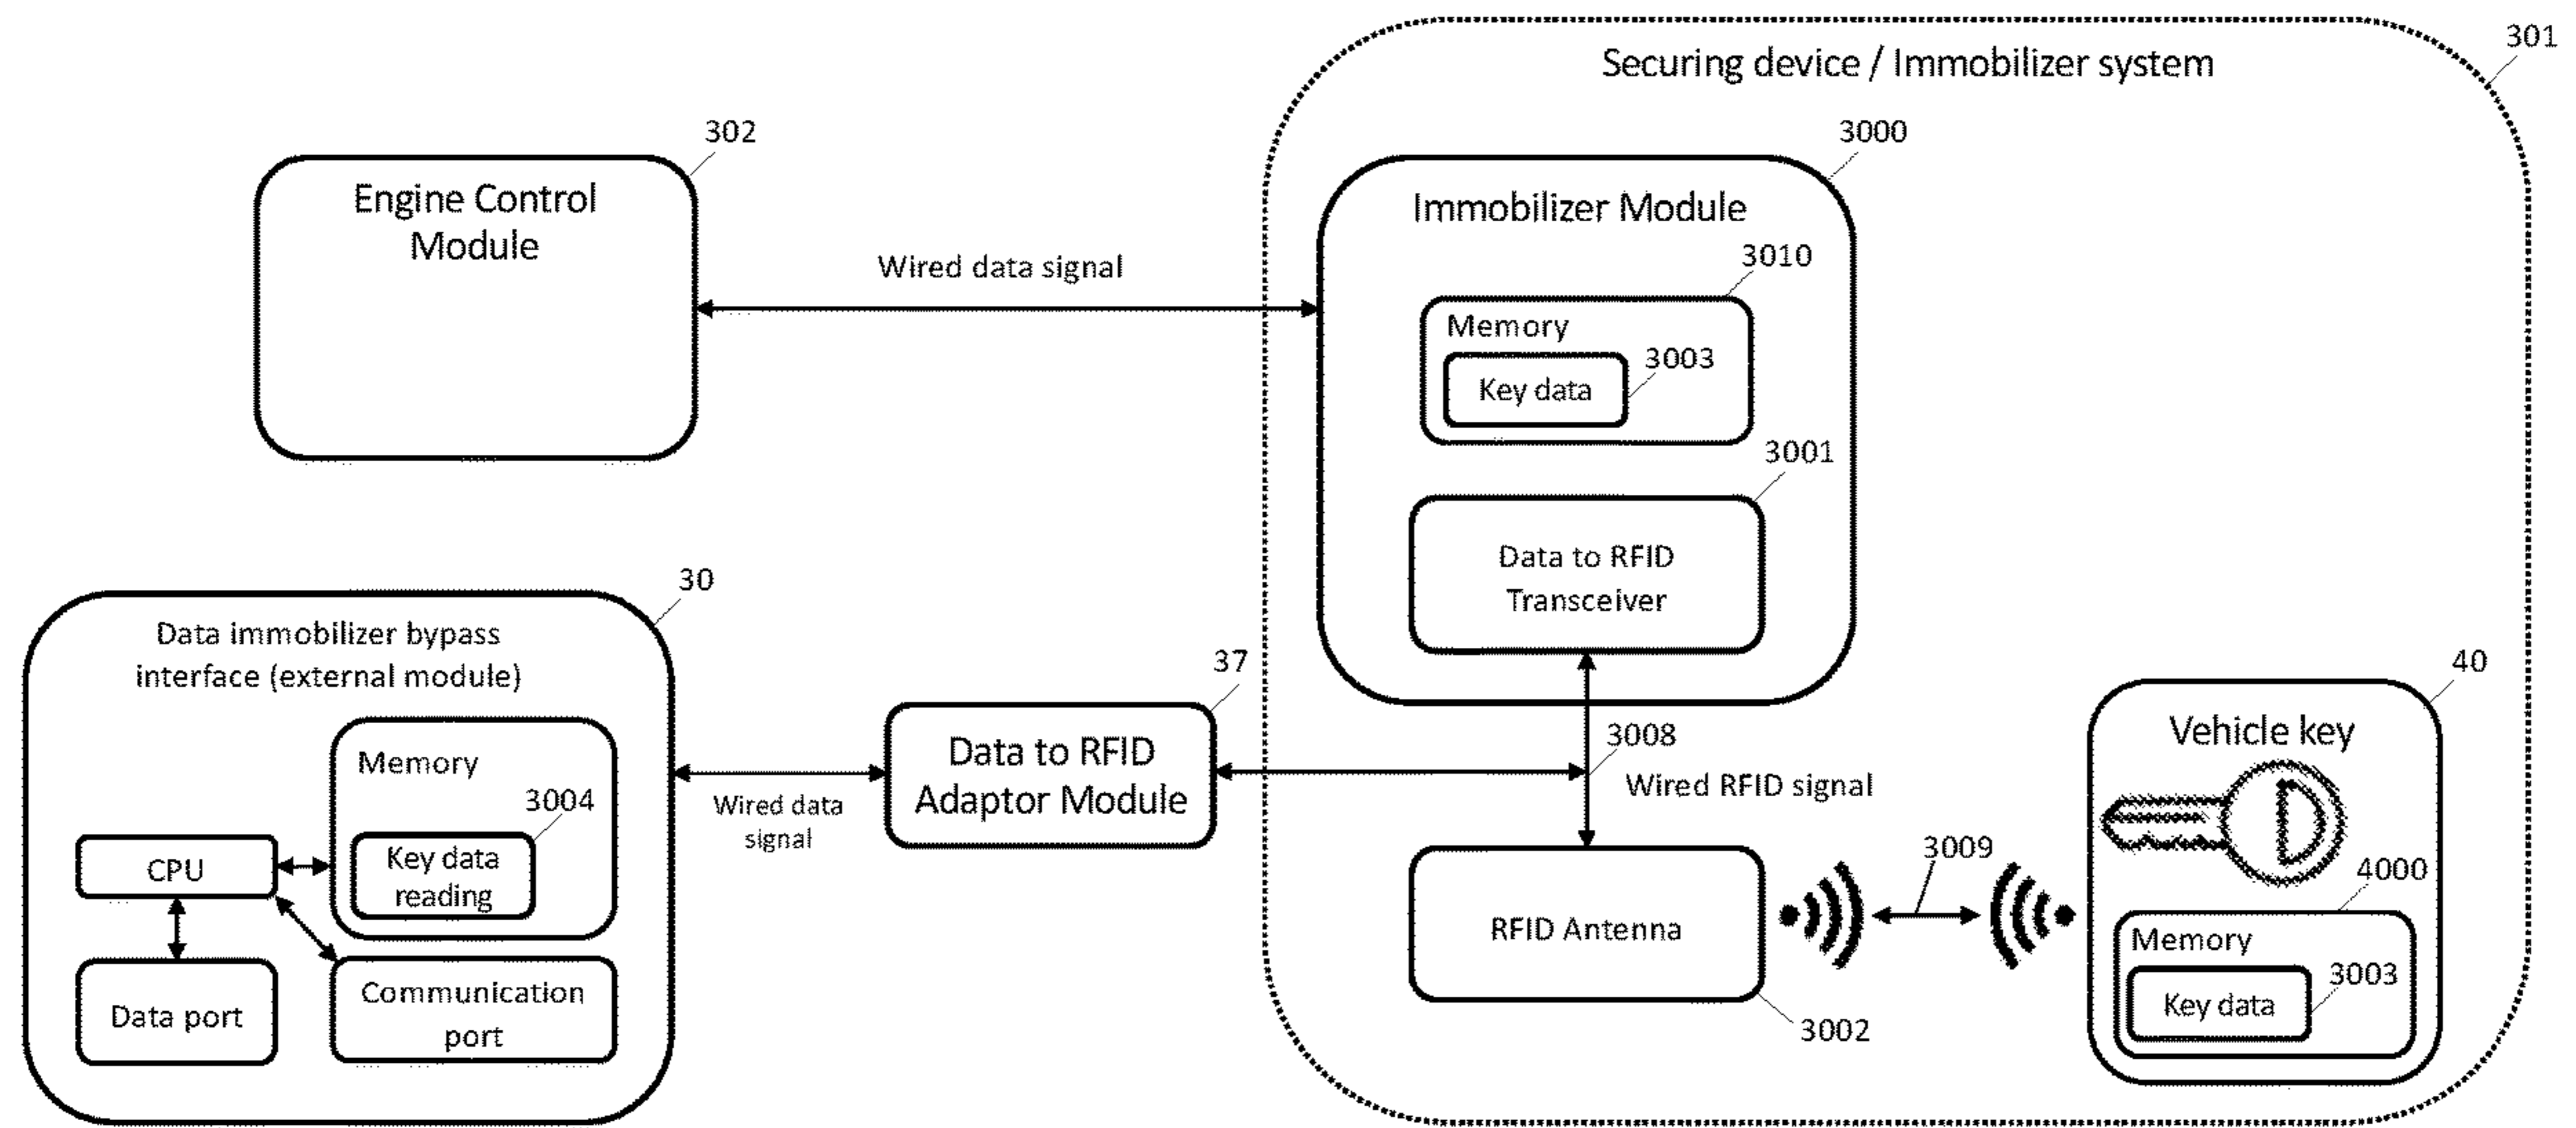 301
Securing device / Immobilizer system
302
Engine Control
Module
Wired data signal
3000
Immobilizer Module
3010
Memory
3003
Key data
3001
Data to RFID
Transceiver
30
Data immobilizer bypass
interface (external module)
Memory
3004
Key data
reading
CPU
Data port
Communication
port
Wired data
signal
37
Data to RFID
Adaptor Module
3008
Wired RFID signal
RFID Antenna
3002
3009
40
Vehicle key
4000
Memory
3003
Key data